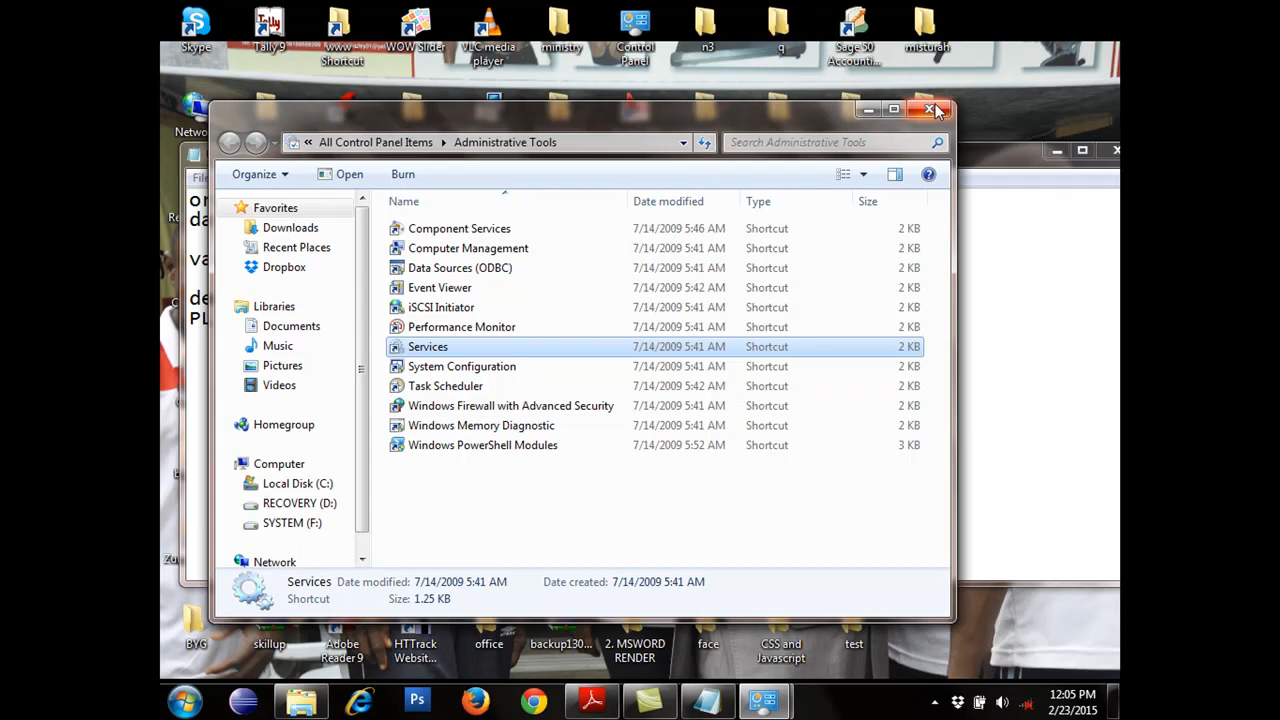 Skype
Tally 9
www - Shortcut
WOW Slider
VLC media player
ministry
Control Panel
n3
q
Sage 50 Accounti...
misturah
Netwo
All Control Panel Items
Administrative Tools
Search Administrative Tools
Organize
Open
Burn
Name
Date modified
Type
Size
Favorites
Downloads
Recent Places
Dropbox
Libraries
Documents
Music
Pictures
Videos
Homegroup
Computer
Local Disk (C:)
RECOVERY (D:)
SYSTEM (F:)
Network
Component Services 7/14/2009 5:46 AM Shortcut 2 KB
Computer Management 7/14/2009 5:41 AM Shortcut 2 KB
Data Sources (ODBC) 7/14/2009 5:41 AM Shortcut 2 KB
Event Viewer 7/14/2009 5:42 AM Shortcut 2 KB
iSCSI Initiator 7/14/2009 5:41 AM Shortcut 2 KB
Performance Monitor 7/14/2009 5:41 AM Shortcut 2 KB
Services 7/14/2009 5:41 AM Shortcut 2 KB
System Configuration 7/14/2009 5:41 AM Shortcut 2 KB
Task Scheduler 7/14/2009 5:42 AM Shortcut 2 KB
Windows Firewall with Advanced Security 7/14/2009 5:41 AM Shortcut 2 KB
Windows Memory Diagnostic 7/14/2009 5:41 AM Shortcut 2 KB
Windows PowerShell Modules 7/14/2009 5:52 AM Shortcut 3 KB
Services Date modified: 7/14/2009 5:41 AM Date created: 7/14/2009 5:41 AM
Shortcut Size: 1.25 KB
BYG
skillup
Adobe Reader 9
HTTrack Websit...
office
backup130...
2. MSWORD RENDER
face
CSS and Javascript
test
Ps
12:05 PM
2/23/2015